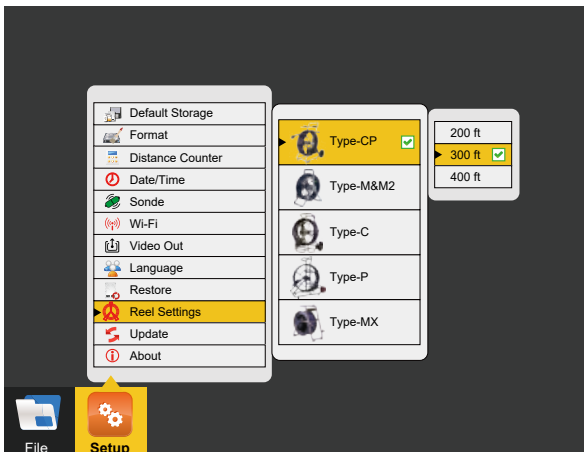 Default Storage
Format
Distance Counter
Date/Time
Sonde
Wi-Fi
Video Out
Language
Restore
Reel Settings
Update
About
Type-CP
Type-M&M2
Type-C
Type-P
Type-MX
200 ft
300 ft
400 ft
File
Setup